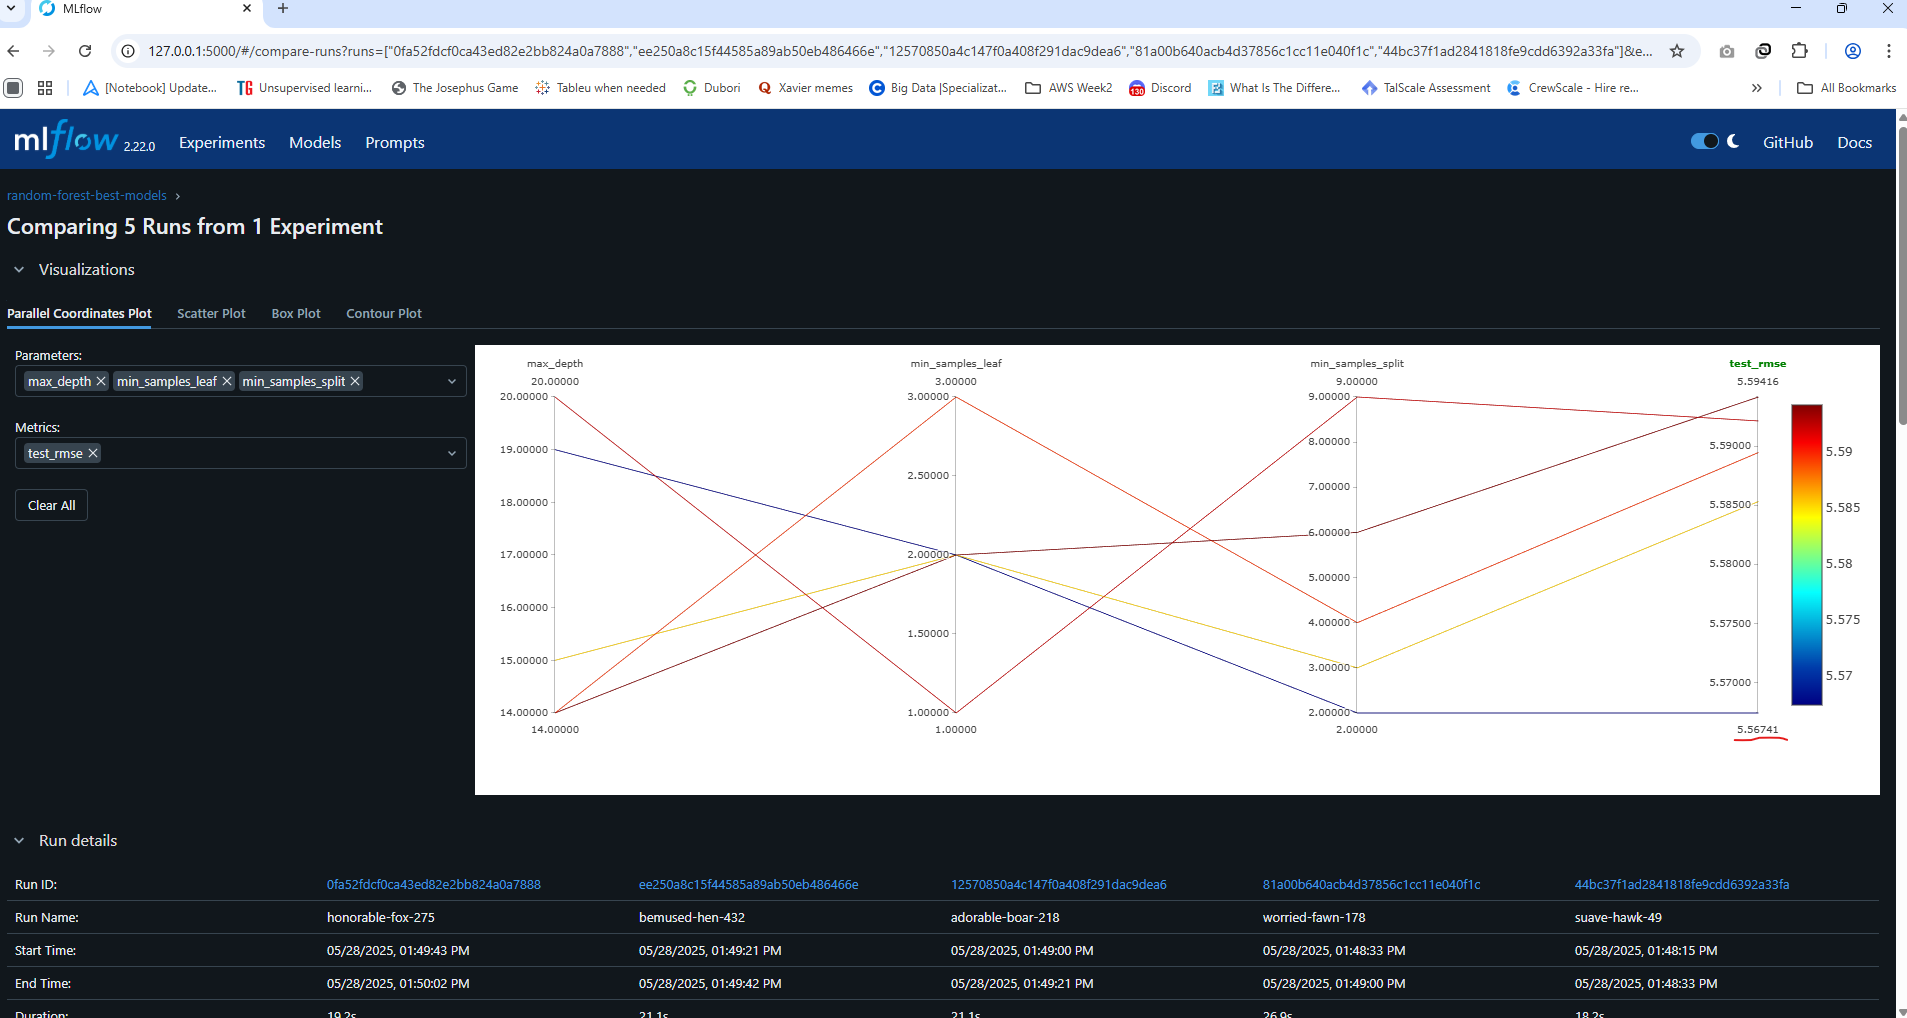 MLflow
127.0.0.1:5000/#/compare-runs?runs=["0fa52fdcf0ca43ed82e2bb824a0a7888","ee250a8c15f44585a89ab50eb486466e","12570850a4c147f0a408f291dac9dea6","81a00b640acb4d37856c1cc11e040f1c","44bc37f1ad2841818fe9cdd6392a33fa"]&e...
[Notebook] Update... TG Unsupervised learni... The Josephus Game Tableu when needed Dubori Q Xavier memes C Big Data |Specializat... AWS Week2 130 Discord What Is The Differe... TalScale Assessment CrewScale - Hire re... » All Bookmarks
mlflow 2.22.0 Experiments Models Prompts GitHub Docs
random-forest-best-models ›
Comparing 5 Runs from 1 Experiment
Visualizations
Parallel Coordinates Plot Scatter Plot Box Plot Contour Plot
Parameters:
max_depth min_samples_leaf min_samples_split
Metrics:
test_rmse
Clear All
max_depth min_samples_leaf min_samples_split test_rmse
20.00000 3.00000 9.00000 5.59416
20.00000
19.00000
18.00000
17.00000
16.00000
15.00000
14.00000
14.00000
3.00000
2.50000
2.00000
1.50000
1.00000
1.00000
9.00000
8.00000
7.00000
6.00000
5.00000
4.00000
3.00000
2.00000
2.00000
5.59000
5.58500
5.58000
5.57500
5.57000
5.56741
5.59
5.585
5.58
5.575
5.57
Run details
Run ID: 0fa52fdcf0ca43ed82e2bb824a0a7888 ee250a8c15f44585a89ab50eb486466e 12570850a4c147f0a408f291dac9dea6 81a00b640acb4d37856c1cc11e040f1c 44bc37f1ad2841818fe9cdd6392a33fa
Run Name: honorable-fox-275 bemused-hen-432 adorable-boar-218 worried-fawn-178 suave-hawk-49
Start Time: 05/28/2025, 01:49:43 PM 05/28/2025, 01:49:21 PM 05/28/2025, 01:49:00 PM 05/28/2025, 01:48:33 PM 05/28/2025, 01:48:15 PM
End Time: 05/28/2025, 01:50:02 PM 05/28/2025, 01:49:42 PM 05/28/2025, 01:49:21 PM 05/28/2025, 01:49:00 PM 05/28/2025, 01:48:33 PM
Duration: 19.2s 21.1s 21.1s 26.9s 18.2s